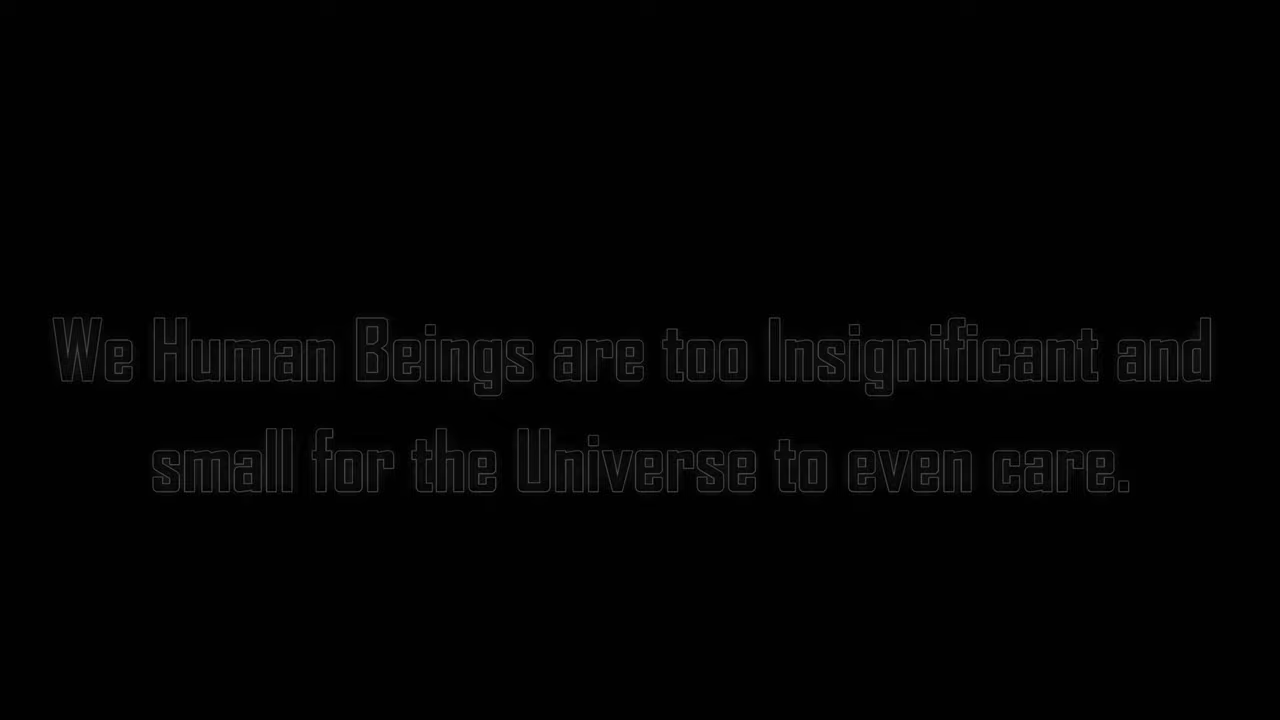 We Human Beings are too Insignificant and
small for the Universe to even care.